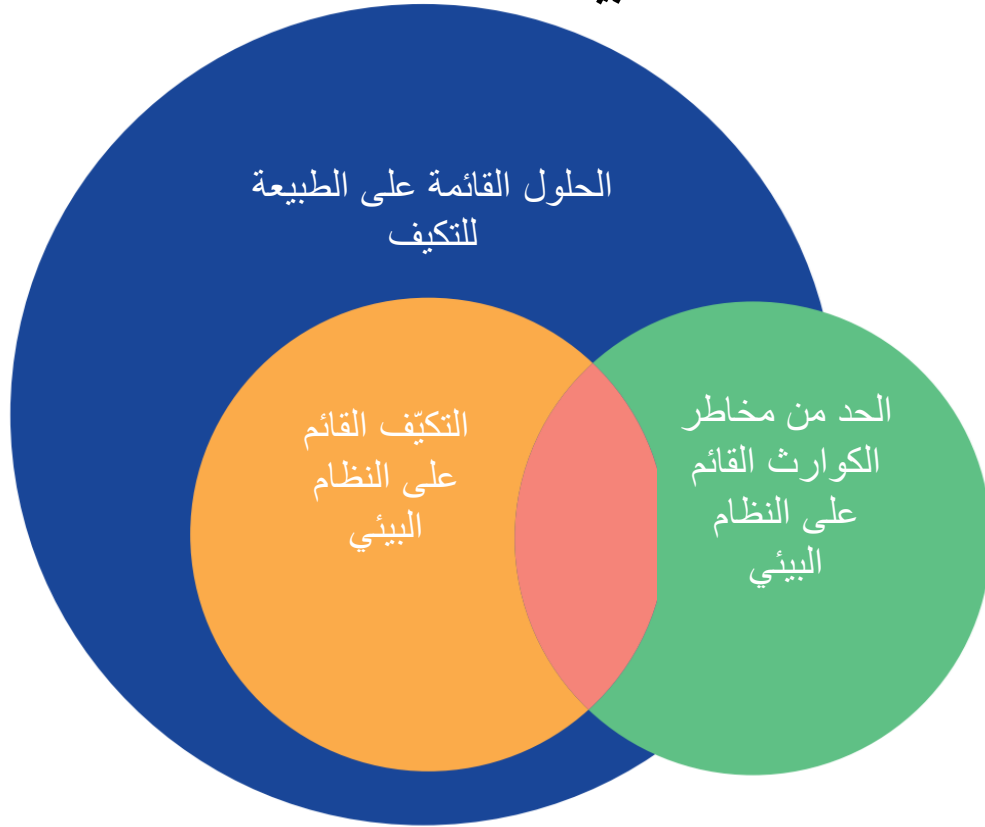 الحلول القائمة على الطبيعة
للتكيف
التكيّف القائم
على النظام
البيئي
الحد من مخاطر
الكوارث القائم
على النظام
البيئي